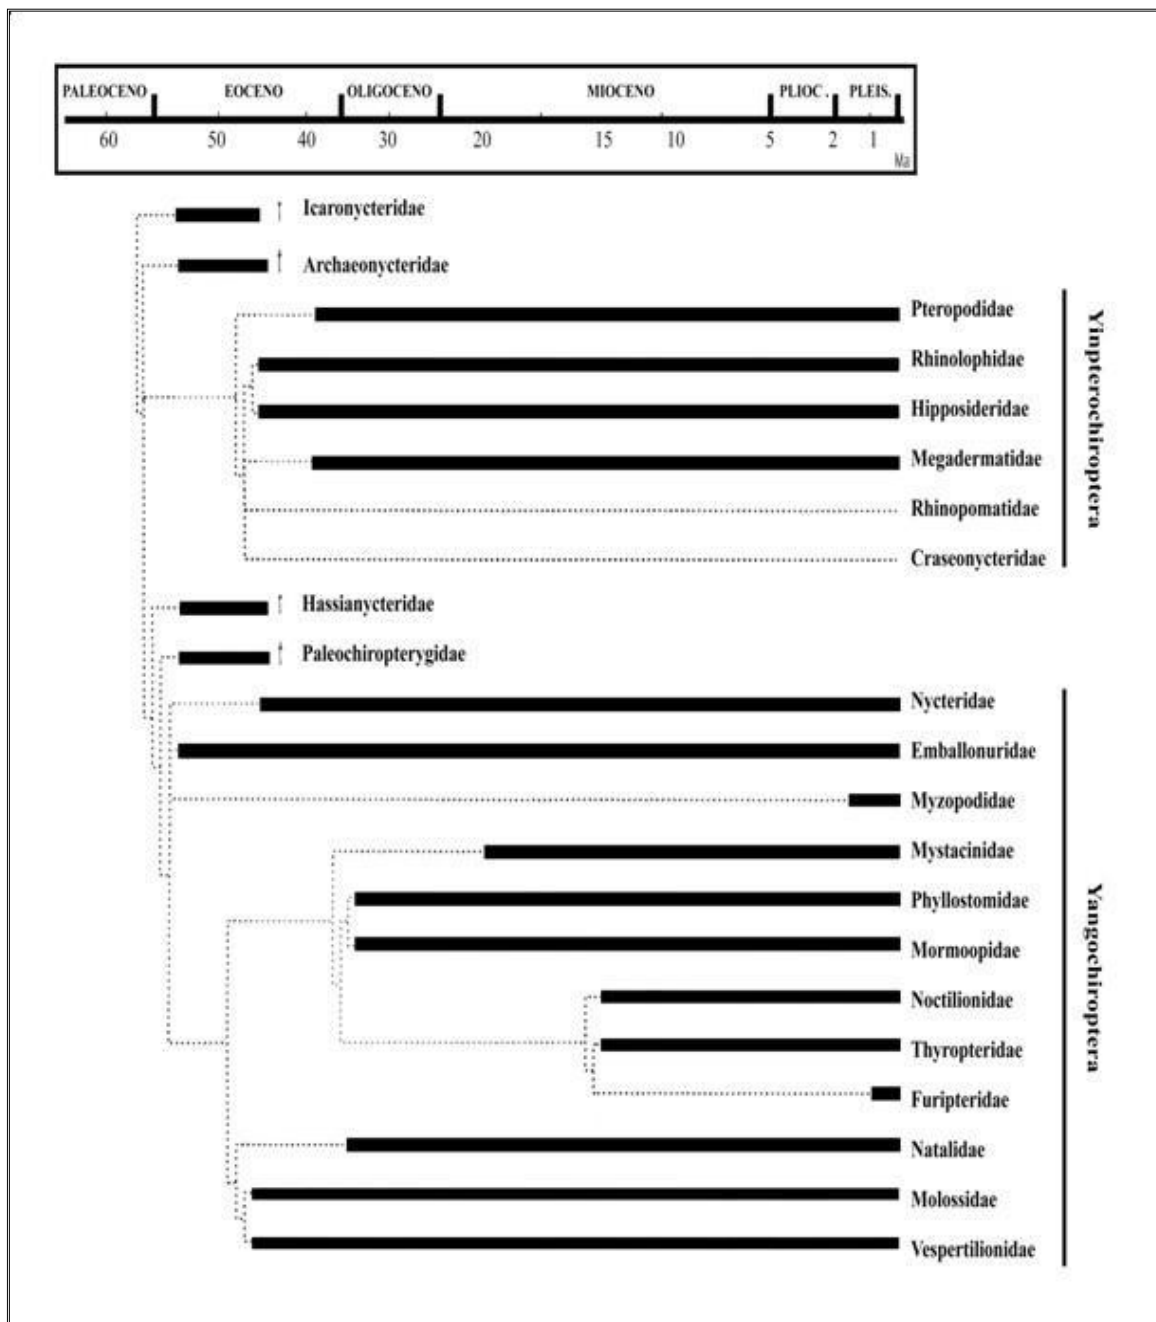 PALEOCENO EOCENO OLIGOCENO MIOCENO PLIOC . PLEIS.
60 50 40 30 20 15 10 5 2 1
Ma
Icaronycteridae
Archaeonycteridae
Pteropodidae
Rhinolophidae
Hipposideridae
Megadermatidae
Rhinopomatidae
Craseonycteridae
Yinpterochiroptera
Hassianycteridae
Paleochiropterygidae
Nycteridae
Emballonuridae
Myzopodidae
Mystacinidae
Phyllostomidae
Mormoopidae
Noctilionidae
Thyropteridae
Furipteridae
Natalidae
Molossidae
Vespertilionidae
Yangochiroptera